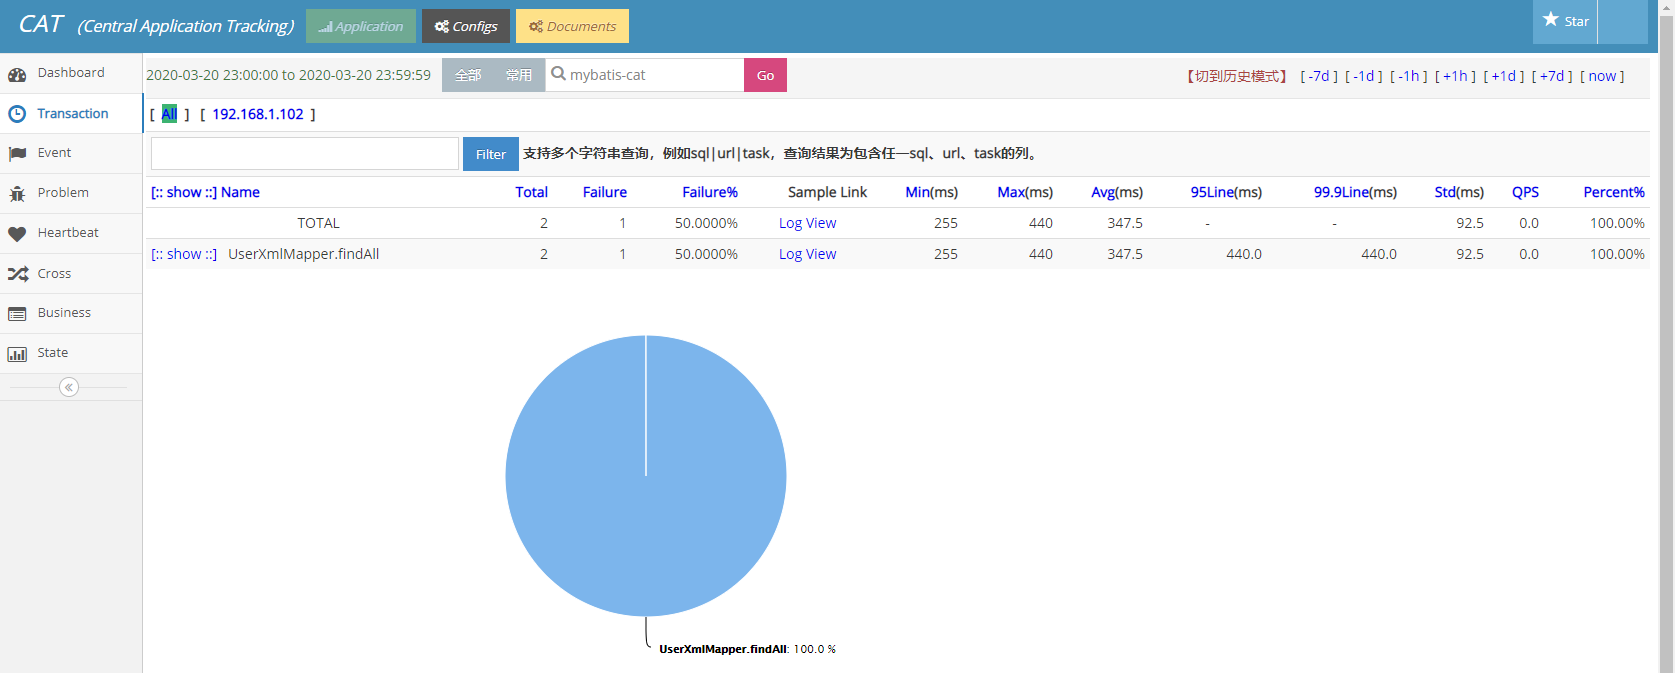 CAT (Central Application Tracking) Application Configs Documents Star
Dashboard
Transaction
Event
Problem
Heartbeat
Cross
Business
State
2020-03-20 23:00:00 to 2020-03-20 23:59:59 全部 常用 mybatis-cat Go 【切到历史模式】 [ -7d ] [ -1d ] [ -1h ] [ +1h ] [ +1d ] [ +7d ] [ now ]
[ All ] [ 192.168.1.102 ]
Filter 支持多个字符串查询，例如sql|url|task，查询结果为包含任一sql、url、task的列。
[:: show ::] Name Total Failure Failure% Sample Link Min(ms) Max(ms) Avg(ms) 95Line(ms) 99.9Line(ms) Std(ms) QPS Percent%
TOTAL 2 1 50.0000% Log View 255 440 347.5 - - 92.5 0.0 100.00%
[:: show ::] UserXmlMapper.findAll 2 1 50.0000% Log View 255 440 347.5 440.0 440.0 92.5 0.0 100.00%
UserXmlMapper.findAll: 100.0 %